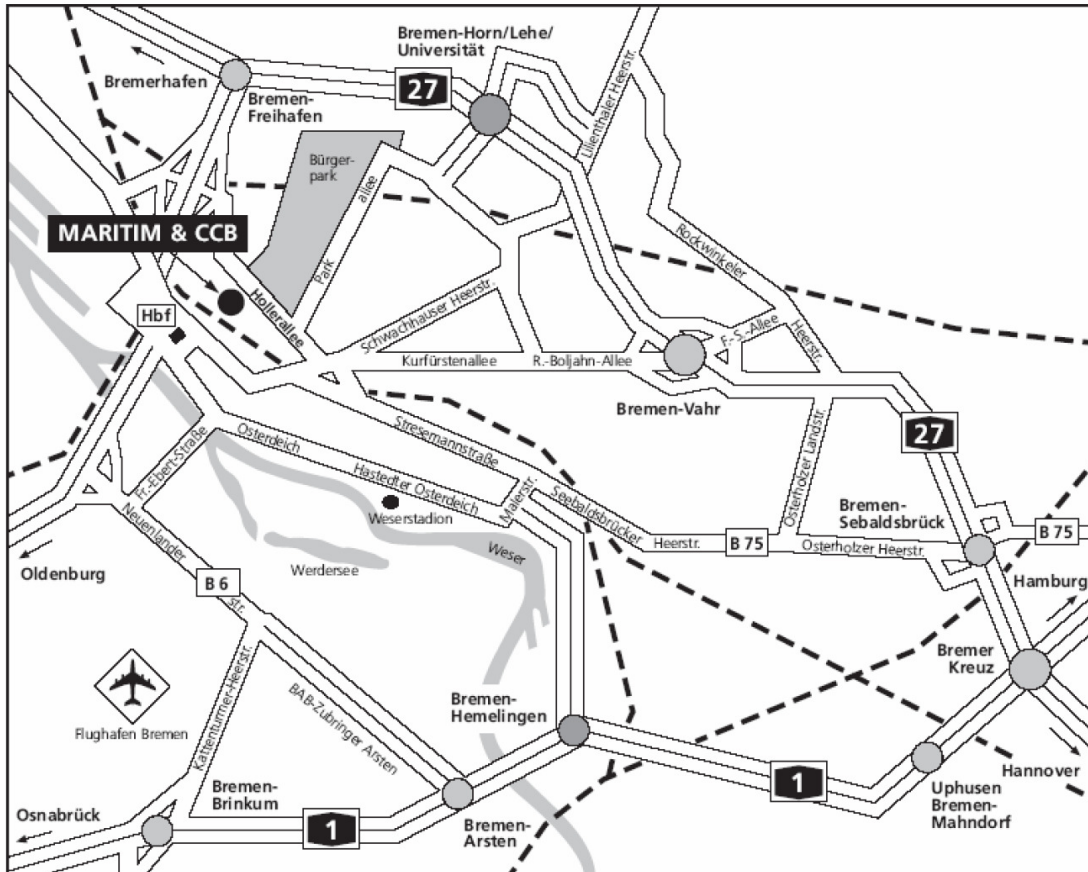 Bremen-Horn/Lehe/
Universität
Bremerhafen
27
Bremen-
Freihafen
Lilienthaler Heerstr.
Bürger-
park
allee
Park
MARITIM & CCB
Rockwinkeler
Heerstr.
Hollerallee
Hbf
Schwachhauser Heerstr.
F.-S.-Allee
Kurfürstenallee
R.-Boljahn-Allee
Bremen-Vahr
27
Stresemannstraße
Osterdeich
Fr.-Ebert-Straße
Hastedter Osterdeich
Osterholzer Landstr.
Malerstr.
Seebaldsbrücker
Heerstr.
Weserstadion
Bremen-
Sebaldsbrück
Neuenlander
str.
B 75
Osterholzer Heerstr.
B 75
Weser
Werdersee
Oldenburg
B 6
Hamburg
Bremer
Kreuz
Kattenturmer-Heerstr.
BAB-Zubringer Arsten
Bremen-
Hemelingen
Flughafen Bremen
Bremen-
Brinkum
Hannover
1
Uphusen
Bremen-
Mahndorf
Osnabrück
1
Bremen-
Arsten